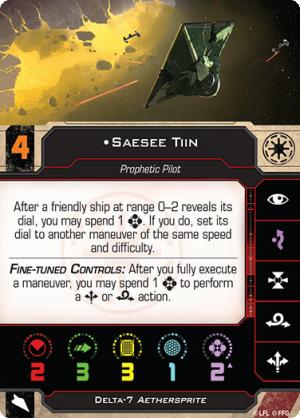 4
•Saesee Tiin
Prophetic Pilot
After a friendly ship at range 0–2 reveals its
dial, you may spend 1 . If you do, set its
dial to another maneuver of the same speed
and difficulty.
Fine-tuned Controls: After you fully execute
a maneuver, you may spend 1 to perform
a or action.
2 3 3 1 2
Delta-7 Aethersprite
©LFL ©FFG